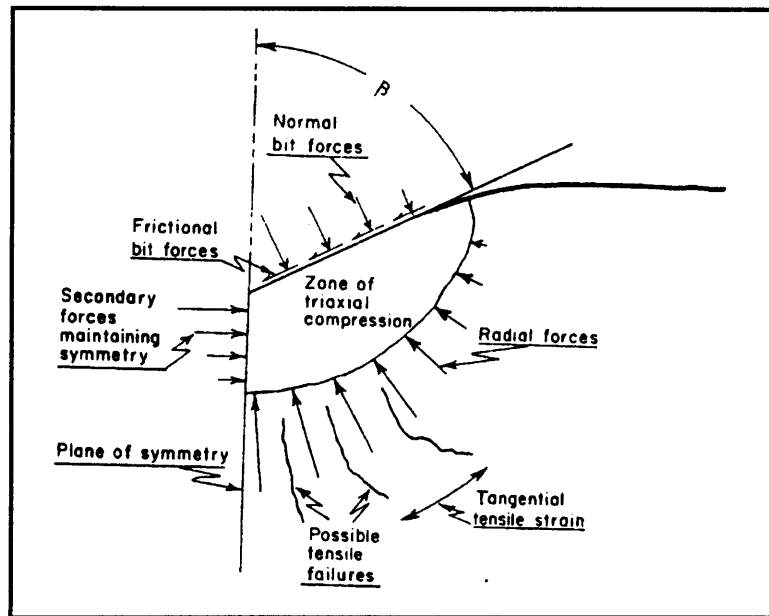 β
Normal
bit forces
Frictional
bit forces
Zone of
triaxial
compression
Secondary
forces
maintaining
symmetry
Radial forces
Plane of symmetry
Possible
tensile
failures
Tangential
tensile strain